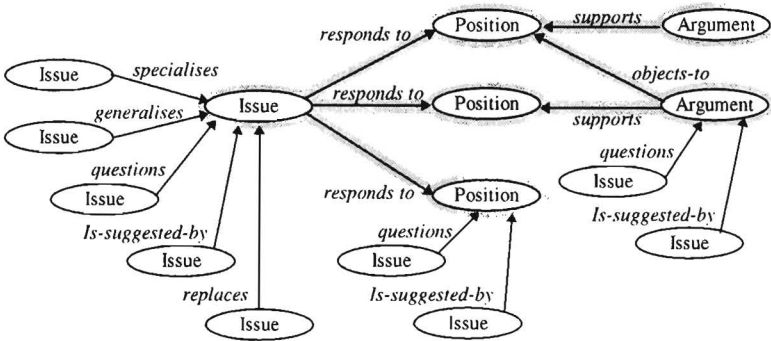 Position
supports
Argument
responds to
specialises
Issue
objects-to
generalises
Issue
responds to
Position
Argument
Issue
supports
questions
questions
Issue
responds to
Position
Issue
Is-suggested-by
questions
Is-suggested-by
Issue
Issue
Issue
replaces
Is-suggested-by
Issue
Issue